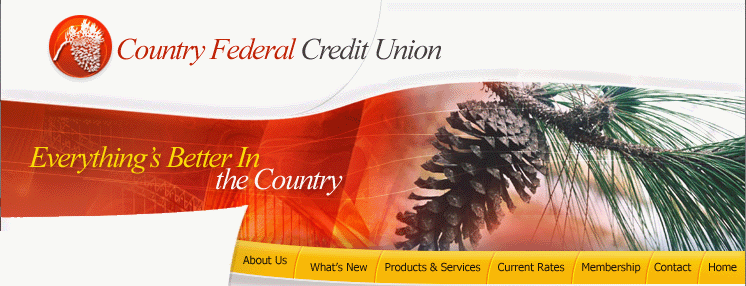 Country Federal Credit Union
Everything's Better In
the Country
About Us
What's New
Products & Services
Current Rates
Membership
Contact
Home